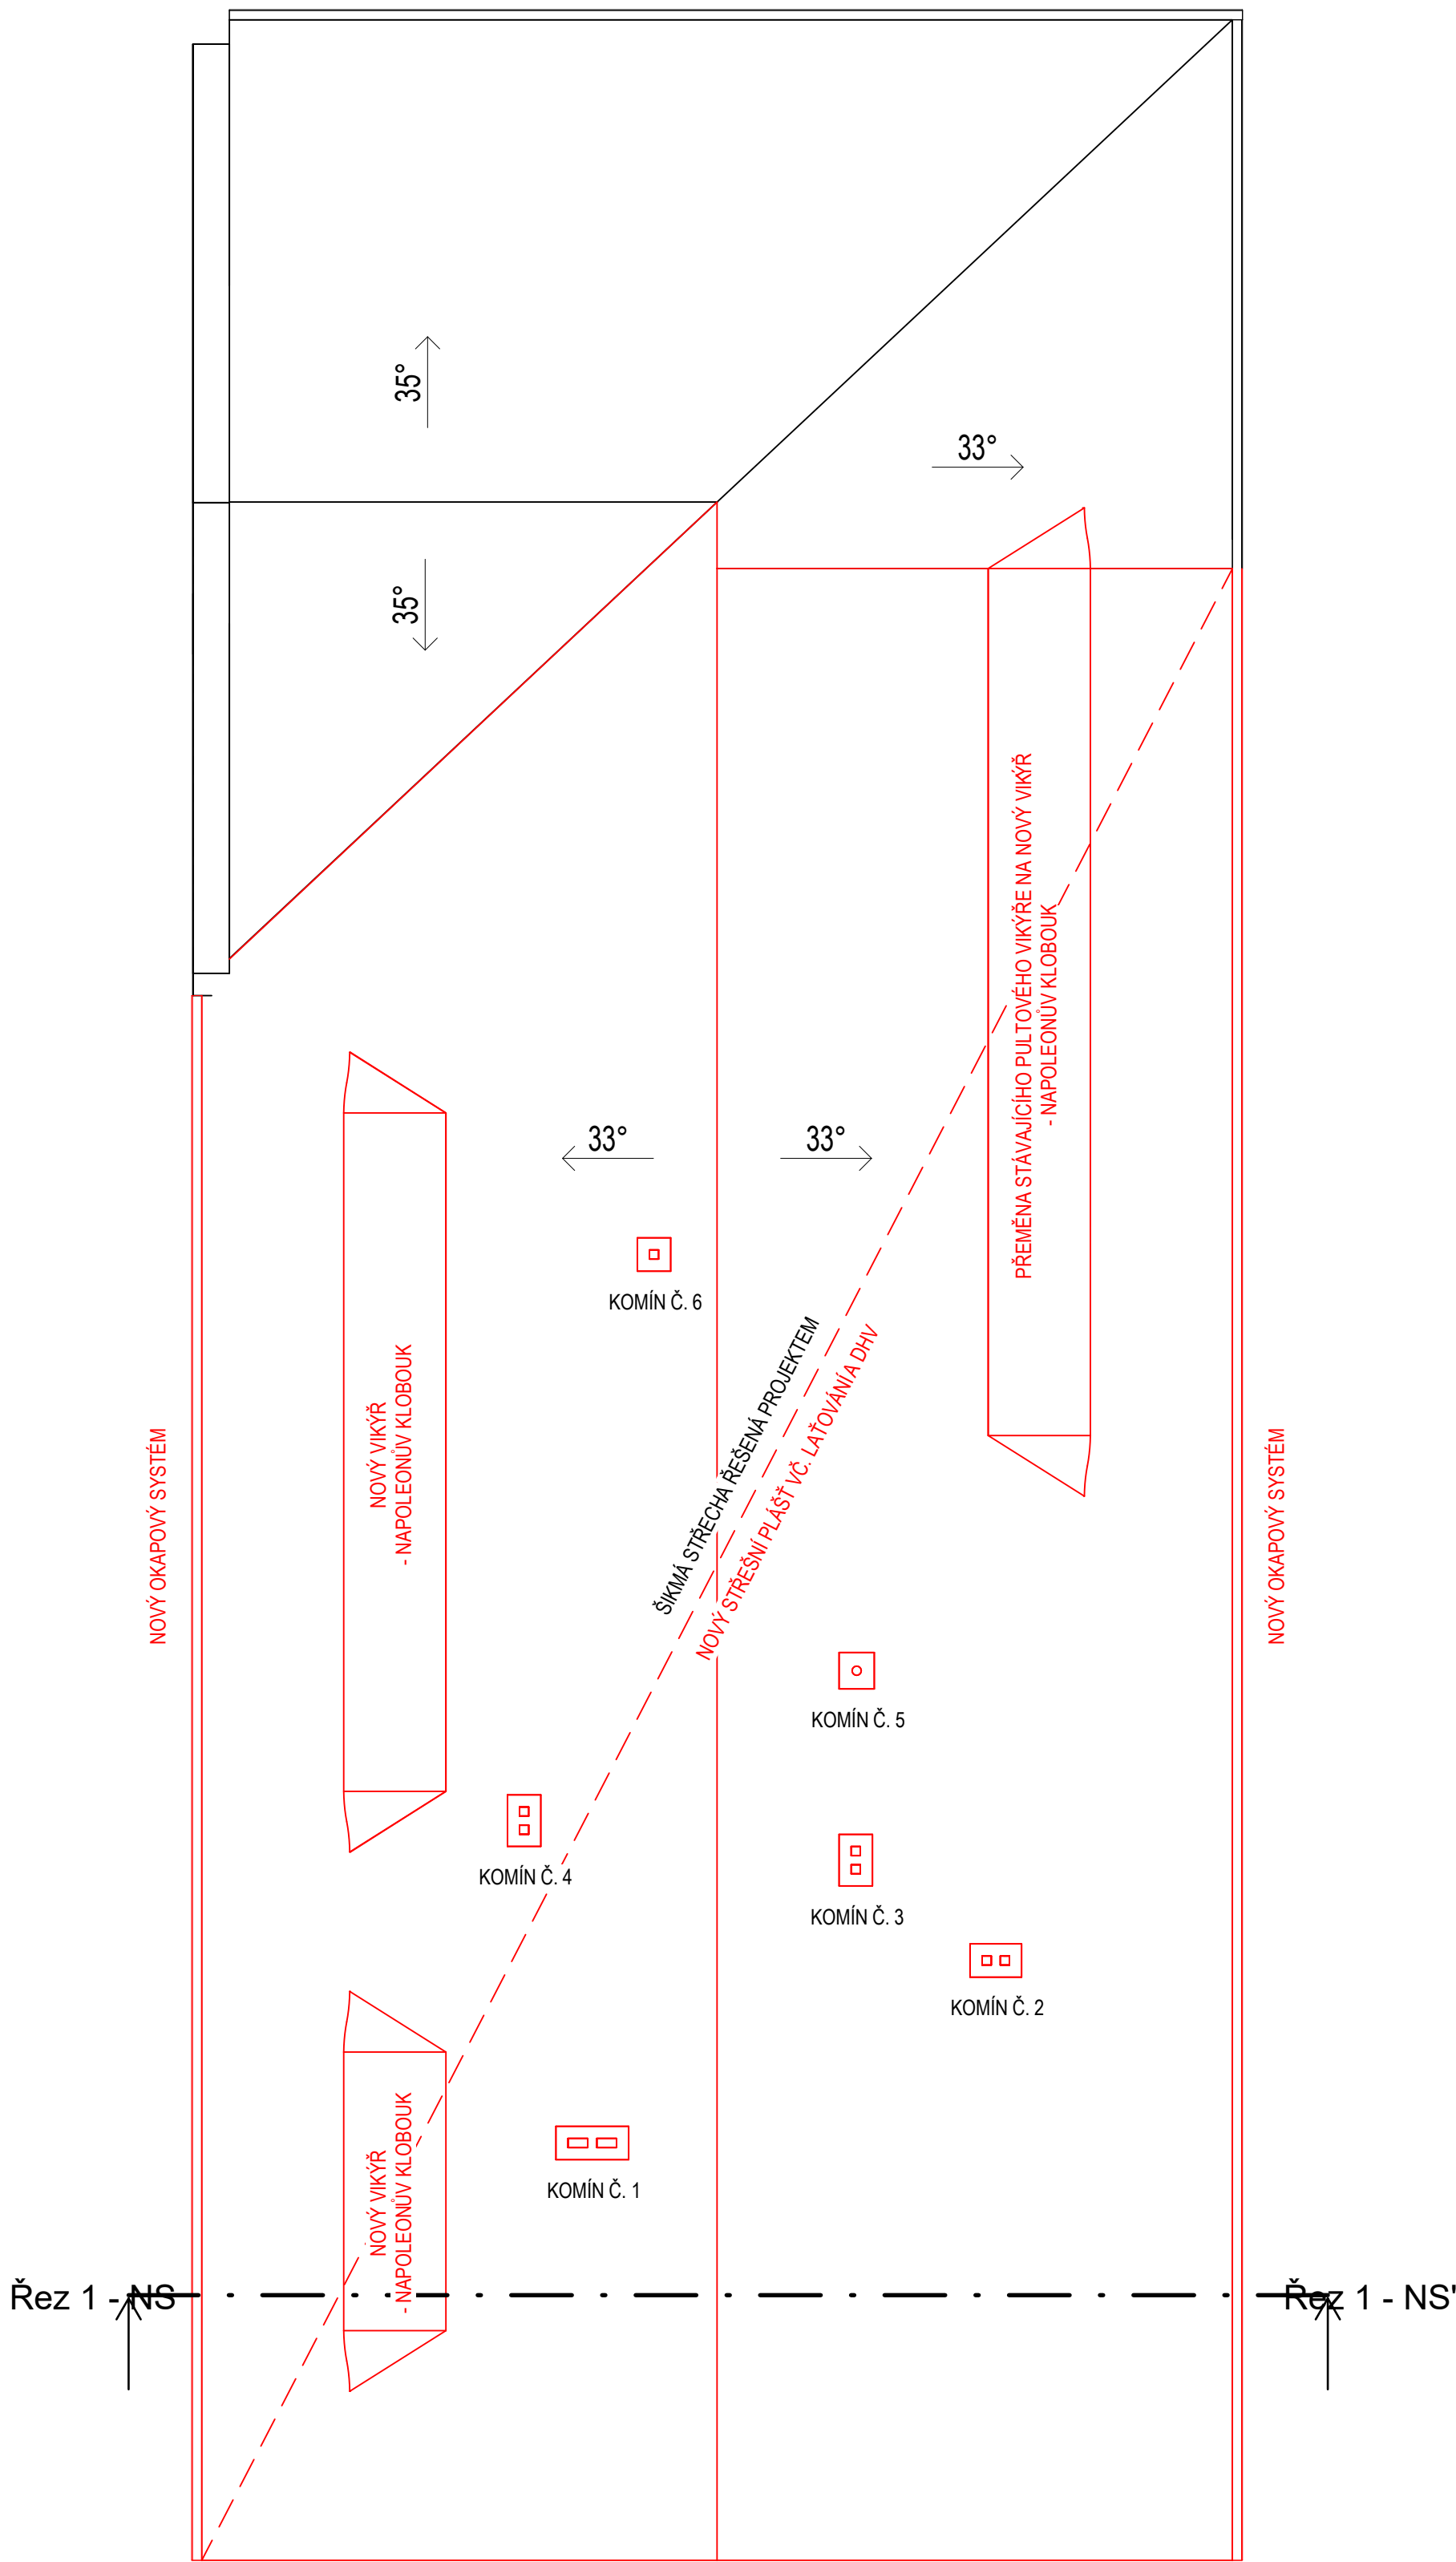 35°
33°
35°
PŘEMĚNA STÁVAJÍCÍHO PULTOVÉHO VIKÝŘE NA NOVÝ VIKÝŘ
- NAPOLEONŮV KLOBOUK
33°
33°
KOMÍN Č. 6
ŠIKMÁ STŘECHA ŘEŠENÁ PROJEKTEM
NOVÝ STŘEŠNÍ PLÁŠŤ VČ. LAŤOVÁNÍ A DHV
NOVÝ VIKÝŘ
- NAPOLEONŮV KLOBOUK
NOVÝ OKAPOVÝ SYSTÉM
NOVÝ OKAPOVÝ SYSTÉM
KOMÍN Č. 5
KOMÍN Č. 4
KOMÍN Č. 3
KOMÍN Č. 2
NOVÝ VIKÝŘ
- NAPOLEONŮV KLOBOUK
KOMÍN Č. 1
Řez 1 - NS
Řez 1 - NS'